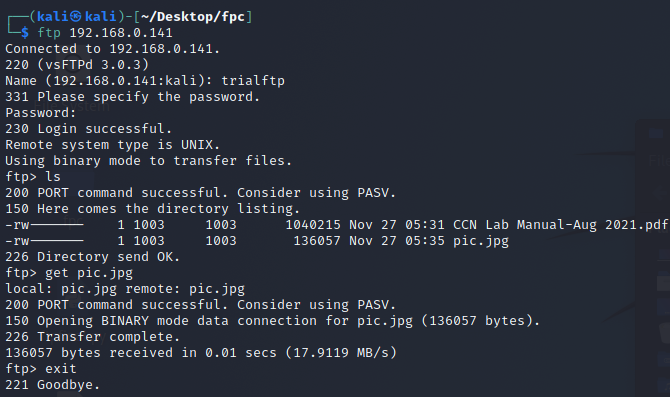 ┌──(kali㉿kali)-[~/Desktop/fpc]
└─$ ftp 192.168.0.141
Connected to 192.168.0.141.
220 (vsFTPd 3.0.3)
Name (192.168.0.141:kali): trialftp
331 Please specify the password.
Password:
230 Login successful.
Remote system type is UNIX.
Using binary mode to transfer files.
ftp> ls
200 PORT command successful. Consider using PASV.
150 Here comes the directory listing.
-rw-------    1 1003     1003      1040215 Nov 27 05:31 CCN Lab Manual-Aug 2021.pdf
-rw-------    1 1003     1003       136057 Nov 27 05:35 pic.jpg
226 Directory send OK.
ftp> get pic.jpg
local: pic.jpg remote: pic.jpg
200 PORT command successful. Consider using PASV.
150 Opening BINARY mode data connection for pic.jpg (136057 bytes).
226 Transfer complete.
136057 bytes received in 0.01 secs (17.9119 MB/s)
ftp> exit
221 Goodbye.